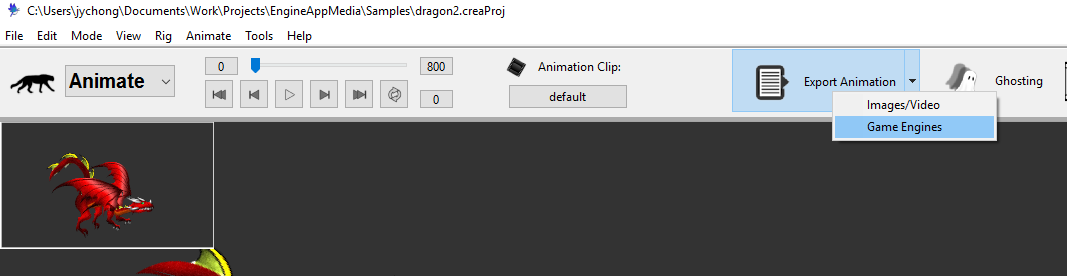 C:\Users\jychong\Documents\Work\Projects\EngineAppMedia\Samples\dragon2.creaProj
File Edit Mode View Rig Animate Tools Help
Animate
0 800
0
Animation Clip:
default
Export Animation
Ghosting
Images/Video
Game Engines